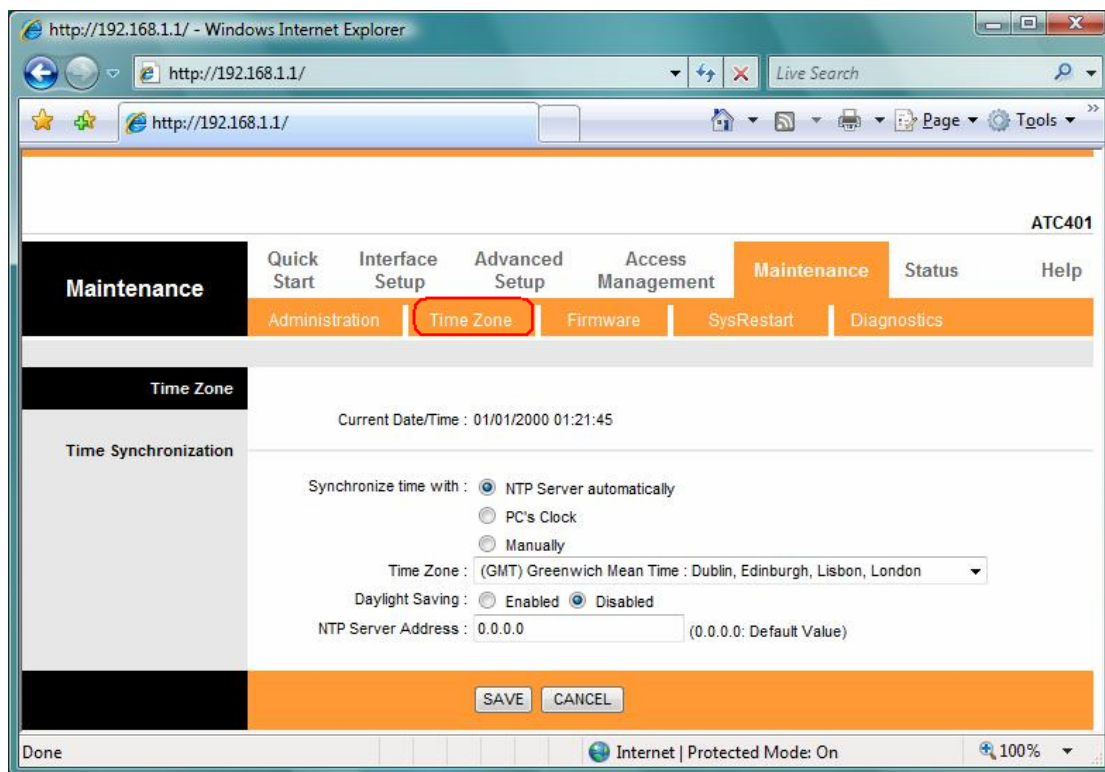 http://192.168.1.1/ - Windows Internet Explorer
http://192.168.1.1/ Live Search
http://192.168.1.1/ Page Tools »
ATC401
Maintenance
Quick Start
Interface Setup
Advanced Setup
Access Management
Maintenance
Status
Help
Administration Time Zone Firmware SysRestart Diagnostics
Time Zone
Current Date/Time : 01/01/2000 01:21:45
Time Synchronization
Synchronize time with : NTP Server automatically
PC's Clock
Manually
Time Zone : (GMT) Greenwich Mean Time : Dublin, Edinburgh, Lisbon, London
Daylight Saving : Enabled Disabled
NTP Server Address : 0.0.0.0 (0.0.0.0: Default Value)
SAVE CANCEL
Done Internet | Protected Mode: On 100%